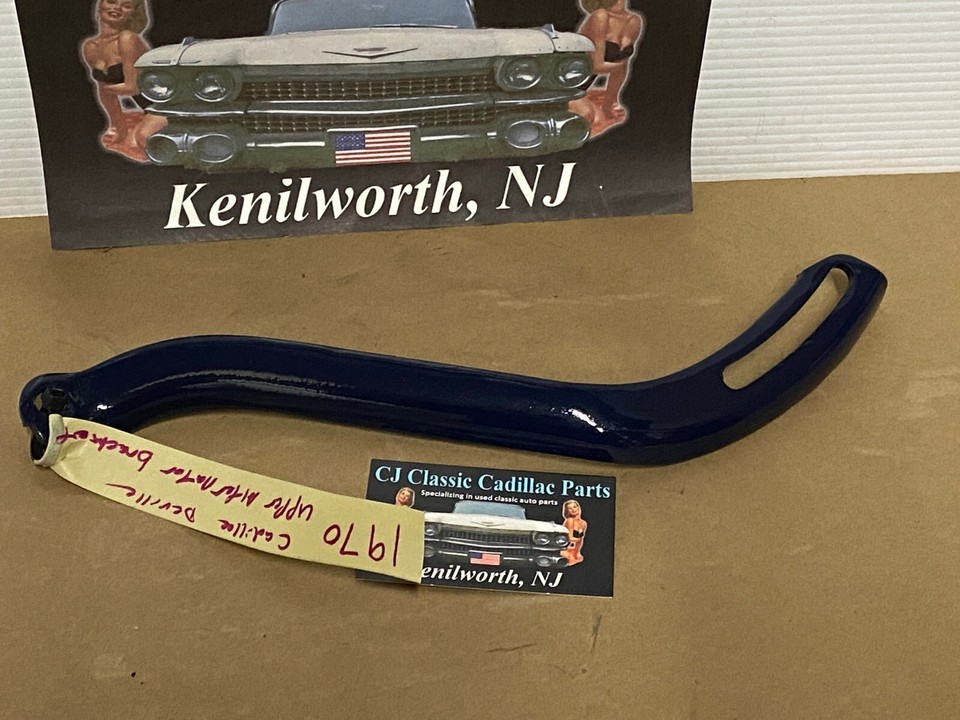 Kenilworth, NJ
CJ Classic Cadillac Parts
Specializing in used classic auto parts
enilworth, NJ
1970 Cadillac Deville
Upper Alternator bracket